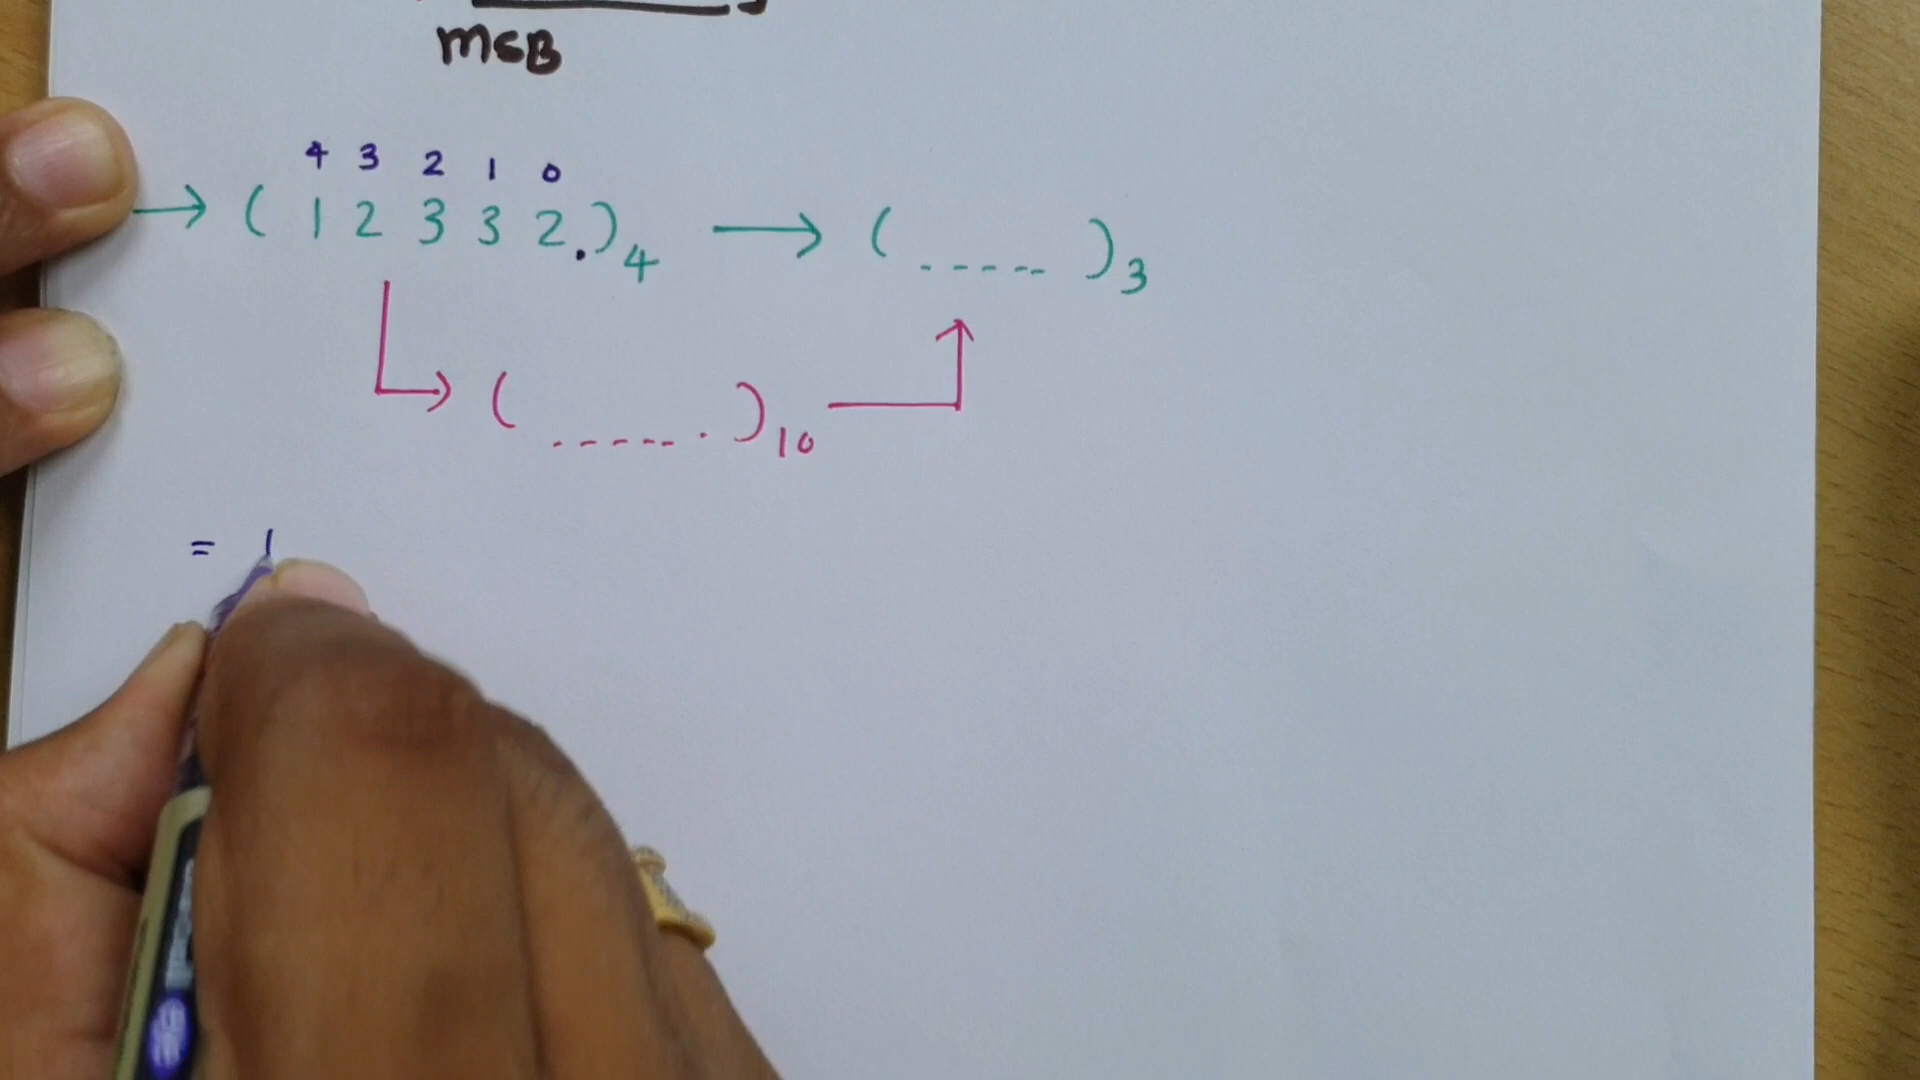 MSB
4 3 2 1 0
→ ( 1 2 3 3 2 . )4 → ( ----- )3
( ------ . )10
= 1